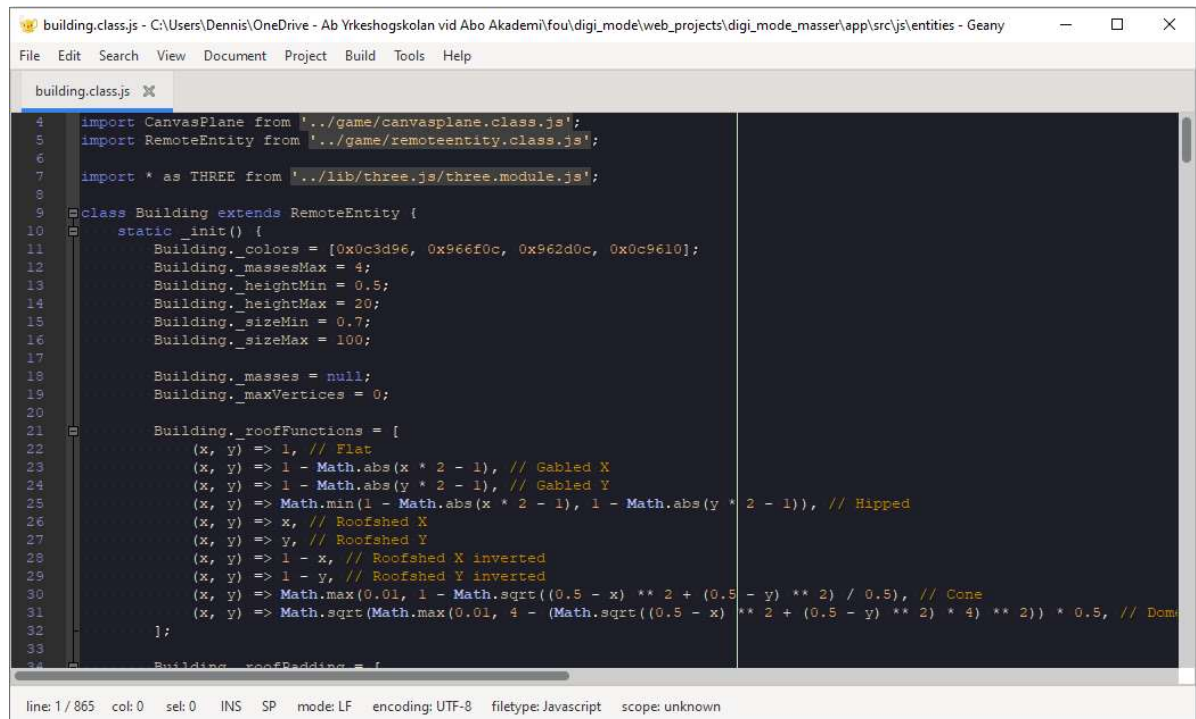 building.class.js - C:\Users\Dennis\OneDrive - Ab Yrkeshogskolan vid Abo Akademi\fou\digi_mode\web_projects\digi_mode_masser\app\src\js\entities - Geany
File Edit Search View Document Project Build Tools Help
building.class.js
4 import CanvasPlane from '../game/canvasplane.class.js';
5 import RemoteEntity from '../game/remoteentity.class.js';
6
7 import * as THREE from '../lib/three.js/three.module.js';
8
9 class Building extends RemoteEntity {
10 static _init() {
11 Building._colors = [0x0c3d96, 0x966f0c, 0x962d0c, 0x0c9610];
12 Building._massesMax = 4;
13 Building._heightMin = 0.5;
14 Building._heightMax = 20;
15 Building._sizeMin = 0.7;
16 Building._sizeMax = 100;
17
18 Building._masses = null;
19 Building._maxVertices = 0;
20
21 Building._roofFunctions = [
22 (x, y) => 1, // Flat
23 (x, y) => 1 - Math.abs(x * 2 - 1), // Gabled X
24 (x, y) => 1 - Math.abs(y * 2 - 1), // Gabled Y
25 (x, y) => Math.min(1 - Math.abs(x * 2 - 1), 1 - Math.abs(y * 2 - 1)), // Hipped
26 (x, y) => x, // Roofshed X
27 (x, y) => y, // Roofshed Y
28 (x, y) => 1 - x, // Roofshed X inverted
29 (x, y) => 1 - y, // Roofshed Y inverted
30 (x, y) => Math.max(0.01, 1 - Math.sqrt((0.5 - x) ** 2 + (0.5 - y) ** 2) / 0.5), // Cone
31 (x, y) => Math.sqrt(Math.max(0.01, 4 - (Math.sqrt((0.5 - x) ** 2 + (0.5 - y) ** 2) * 4) ** 2)) * 0.5, // Dome
32 ];
33
34 Building._roofPadding = [
line: 1 / 865 col: 0 sel: 0 INS SP mode: LF encoding: UTF-8 filetype: Javascript scope: unknown